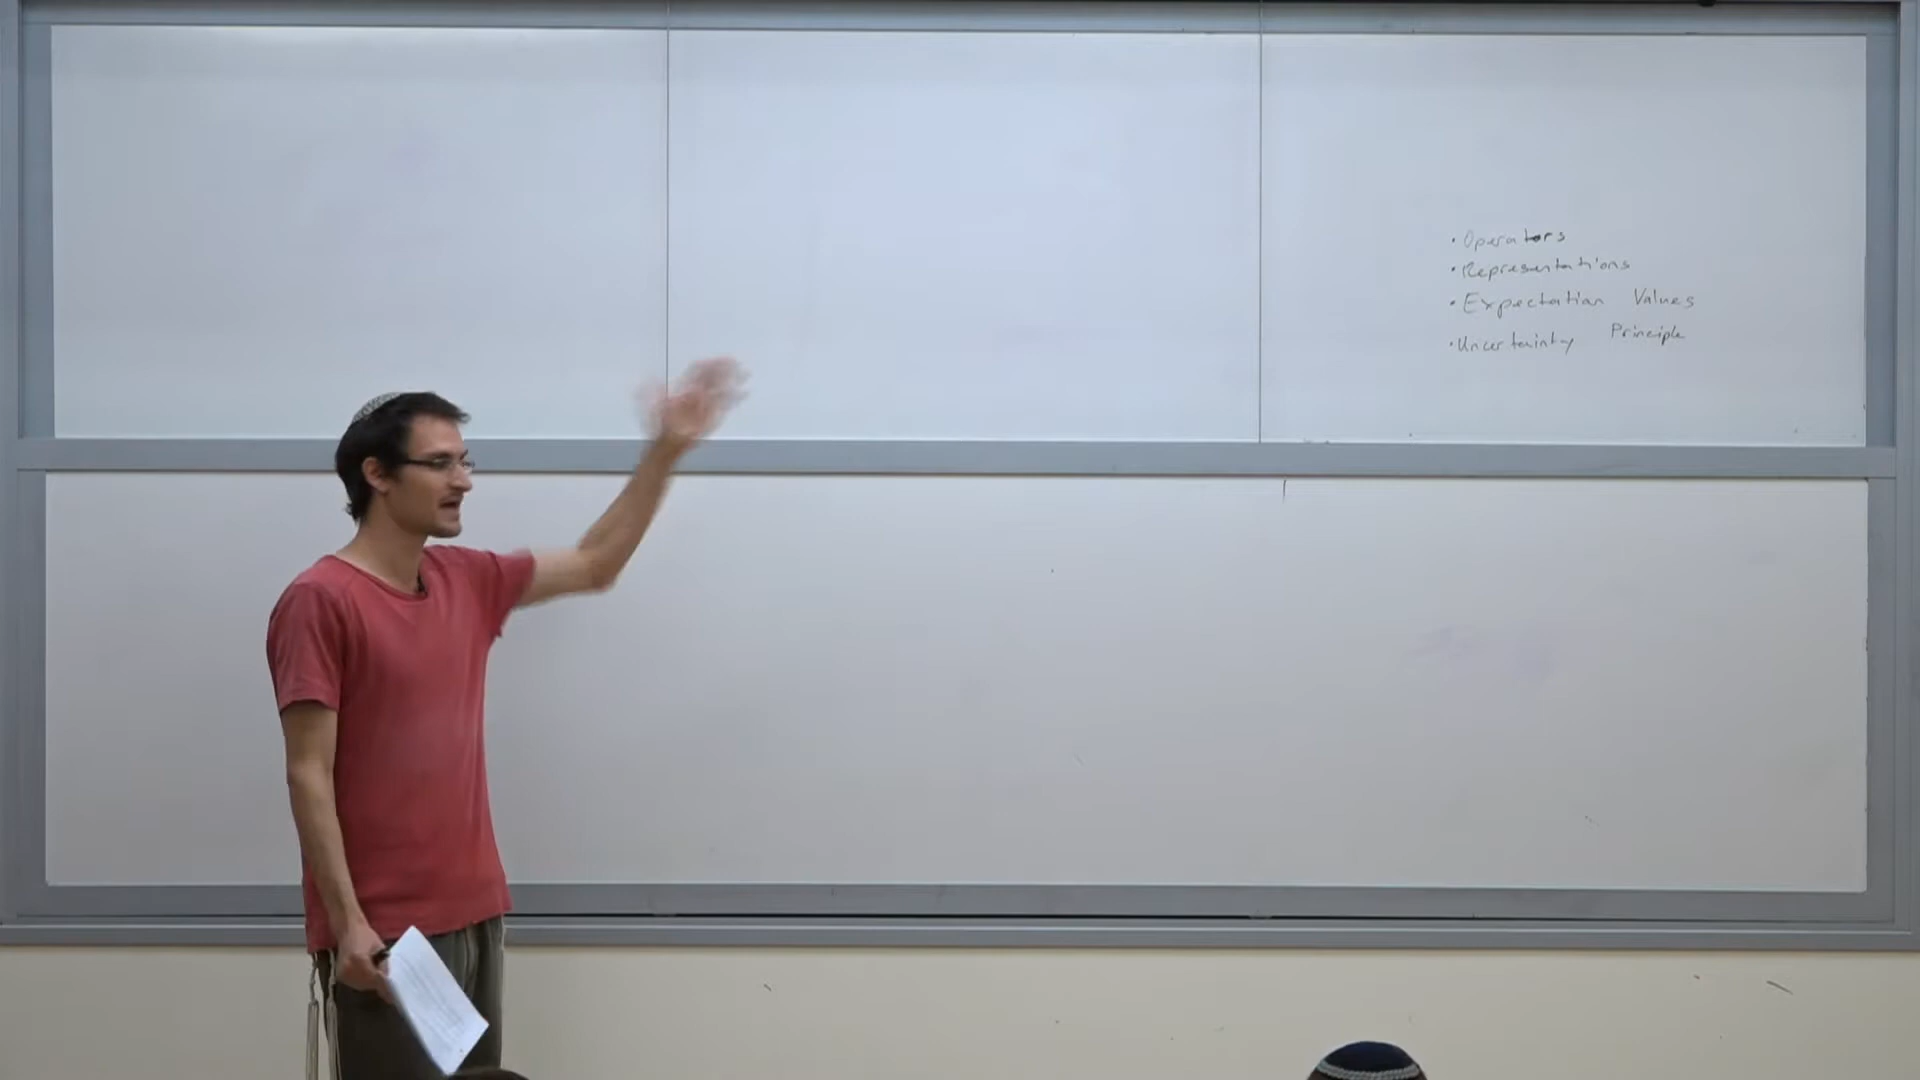 • Operators
• Representations
• Expectation Values
• Uncertainty Principle